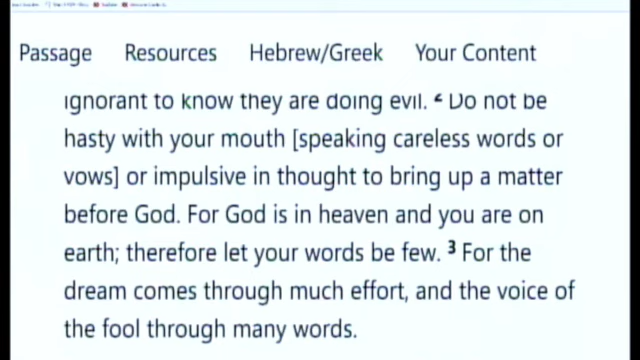 Passage Resources Hebrew/Greek Your Content
ignorant to know they are doing evil. 2 Do not be
hasty with your mouth [speaking careless words or
vows] or impulsive in thought to bring up a matter
before God. For God is in heaven and you are on
earth; therefore let your words be few. 3 For the
dream comes through much effort, and the voice of
the fool through many words.